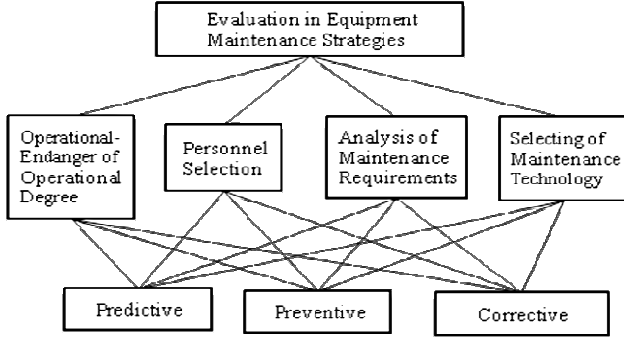 Evaluation in Equipment
Maintenance Strategies
Operational-
Endanger of
Operational
Degree
Personnel
Selection
Analysis of
Maintenance
Requirements
Selecting of
Maintenance
Technology
Predictive
Preventive
Corrective